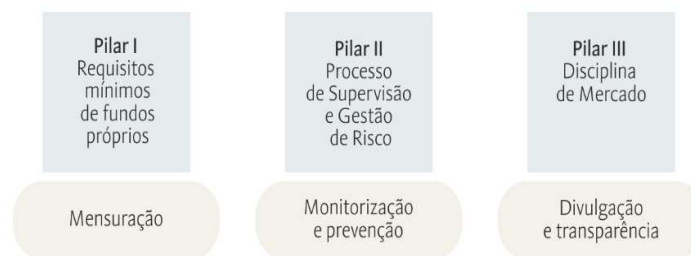 Pilar I
Requisitos
mínimos
de fundos
próprios
Mensuração
Pilar II
Processo
de Supervisão
e Gestão
de Risco
Monitorização
e prevenção
Pilar III
Disciplina
de Mercado
Divulgação
e transparência